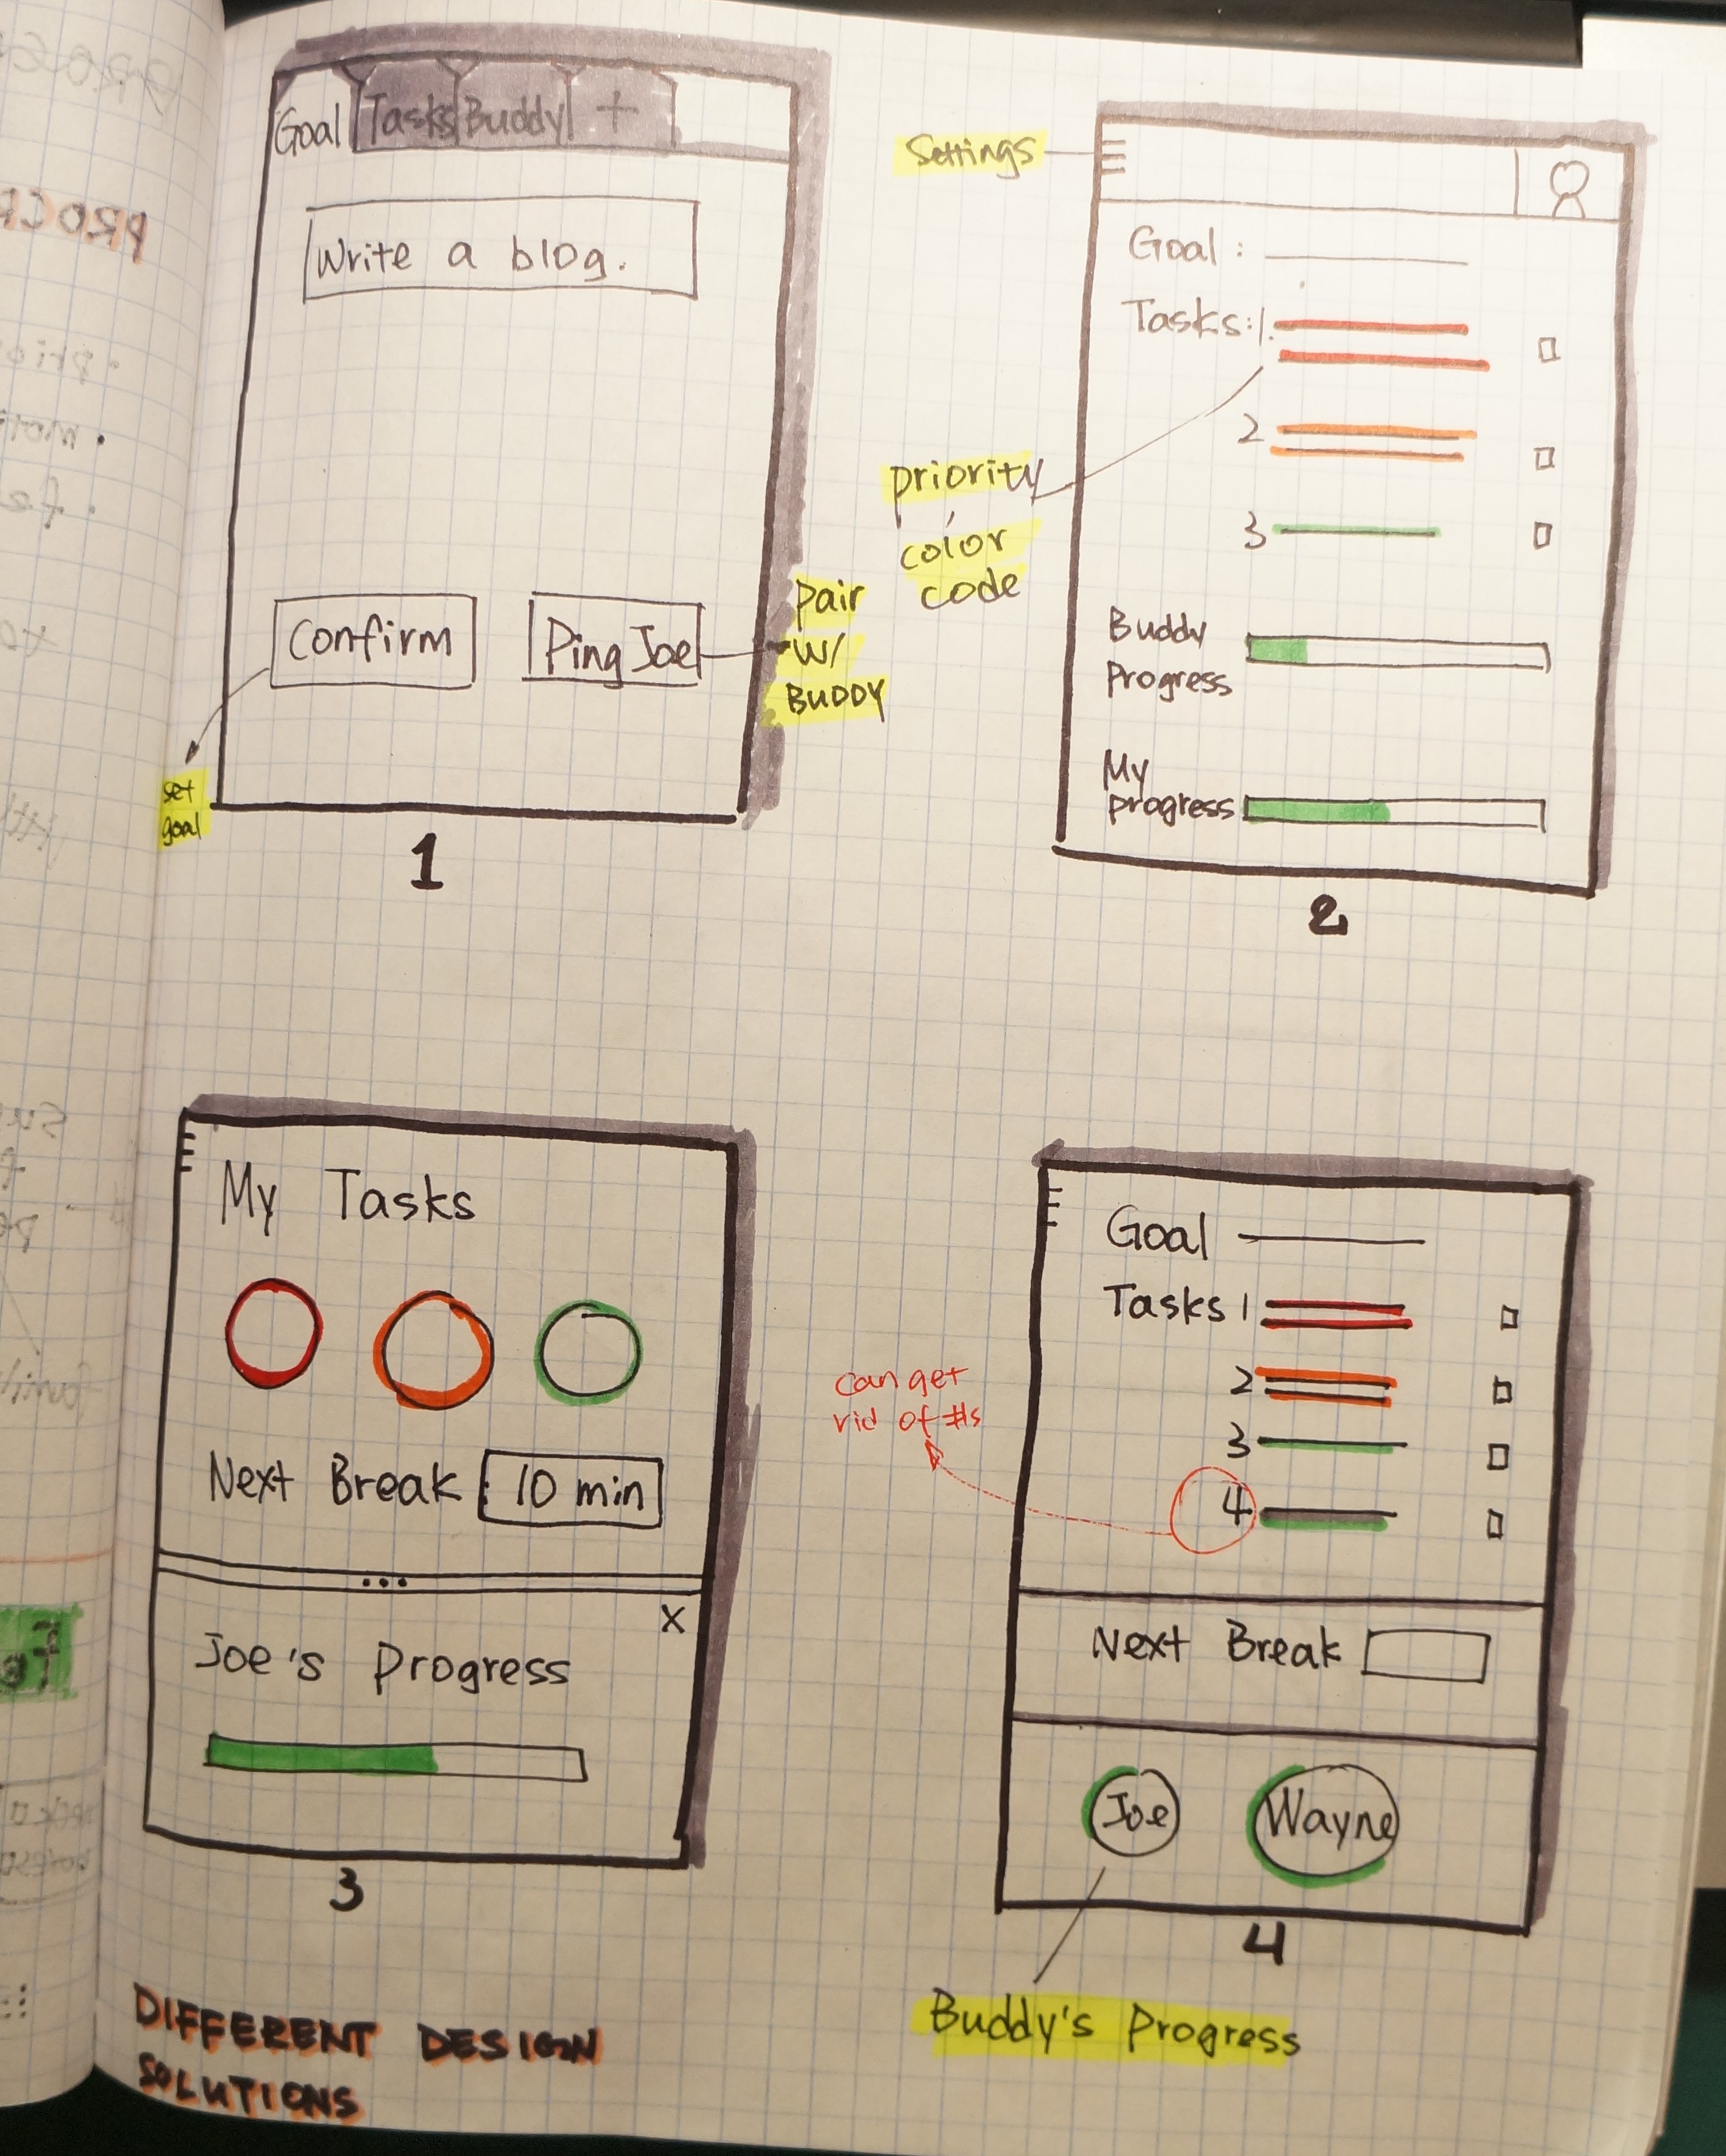 Goal Tasks Buddy +
Write a blog.
Confirm
Ping Joe
pair
w/
BUDDY
set
goal
1
Settings
Goal :
Tasks: 1.
2
3
priority
color
code
Buddy
Progress
My
progress
2
My Tasks
Next Break : 10 min
X
Joe's Progress
3
Goal
Tasks 1
2
3
4
can get
rid of #s
Next Break
Joe
Wayne
4
Buddy's Progress
DIFFERENT DESIGN
SOLUTIONS